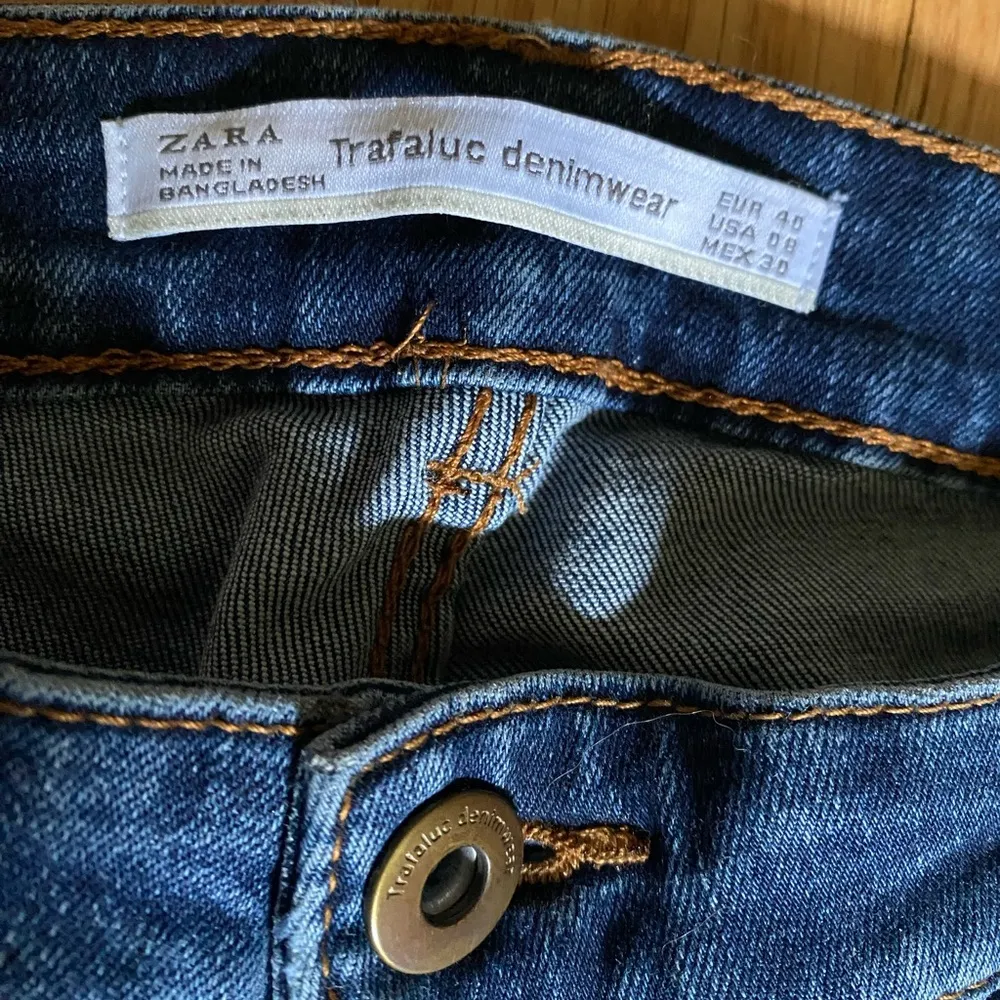 ZARA
MADE IN
BANGLADESH
Trafaluc denimwear
EUR 40
USA 08
MEX 30
Trafaluc denimwear